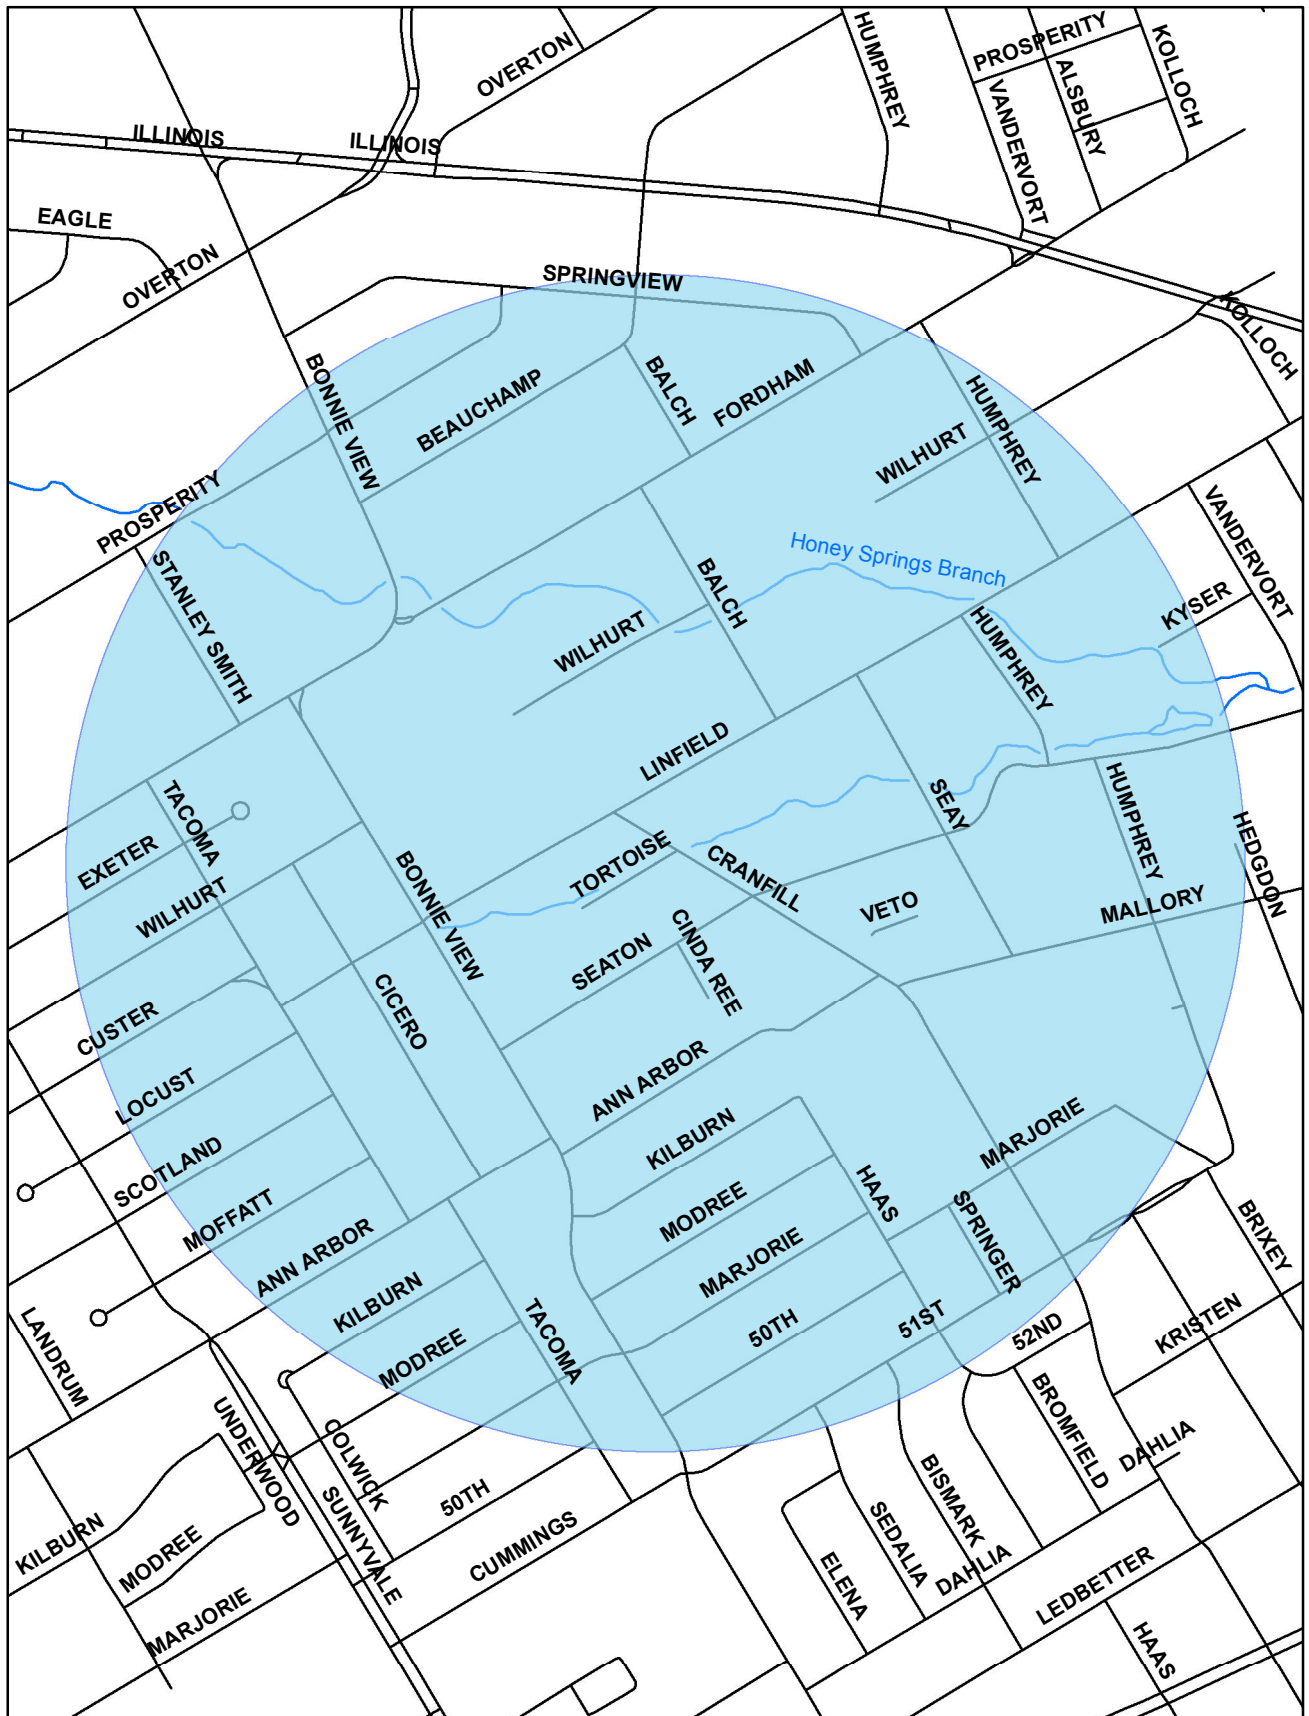 HUMPHREY
PROSPERITY
KOLLOCH
OVERTON
ALSBURY
VANDERVORT
ILLINOIS
ILLINOIS
EAGLE
OVERTON
SPRINGVIEW
KOLLOCH
BONNIE VIEW
BEAUCHAMP
BALCH
FORDHAM
HUMPHREY
WILHURT
PROSPERITY
VANDERVORT
STANLEY SMITH
Honey Springs Branch
BALCH
KYSER
WILHURT
HUMPHREY
LINFIELD
TACOMA
SEAY
HUMPHREY
HEDGDON
EXETER
TORTOISE
CRANFILL
BONNIE VIEW
WILHURT
VETO
MALLORY
CINDA REE
SEATON
CICERO
CUSTER
LOCUST
ANN ARBOR
KILBURN
MARJORIE
SCOTLAND
HAAS
MODREE
SPRINGER
MOFFATT
BRIXEY
ANN ARBOR
MARJORIE
KILBURN
TACOMA
50TH
51ST
52ND
KRISTEN
LANDRUM
MODREE
BROMFIELD
UNDERWOOD
COLWICK
DAHLIA
BISMARK
50TH
SUNNYVALE
SEDALIA
KILBURN
CUMMINGS
MODREE
ELENA
DAHLIA
LEDBETTER
MARJORIE
HAAS